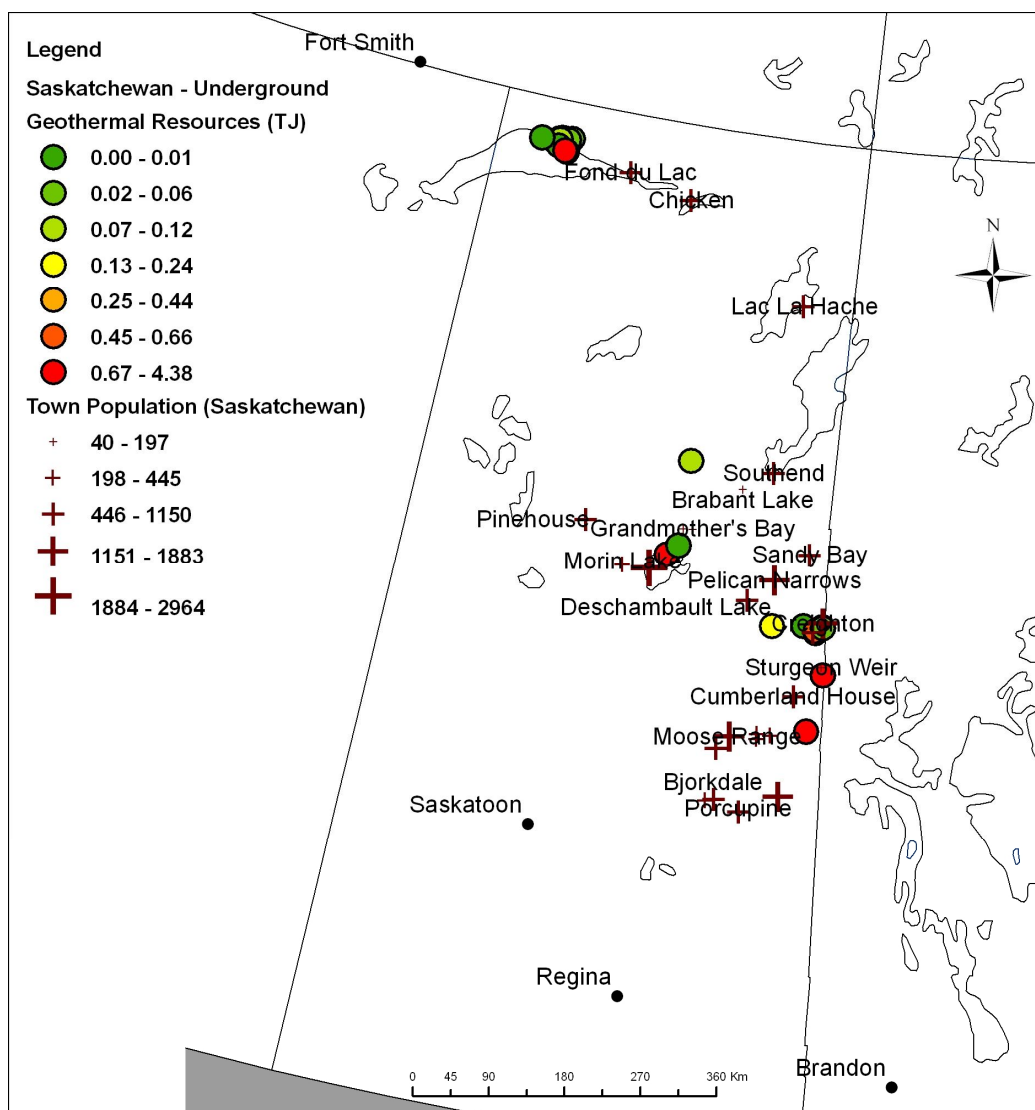 Legend
Saskatchewan - Underground
Geothermal Resources (TJ)
0.00 - 0.01
0.02 - 0.06
0.07 - 0.12
0.13 - 0.24
0.25 - 0.44
0.45 - 0.66
0.67 - 4.38
Town Population (Saskatchewan)
40 - 197
198 - 445
446 - 1150
1151 - 1883
1884 - 2964
Fort Smith
Fond du Lac
Chicken
N
Lac La Hache
Southend
Brabant Lake
Pinehouse
Grandmother's Bay
Morin Lake
Sandy Bay
Pelican Narrows
Deschambault Lake
Creighton
Sturgeon Weir
Cumberland House
Moose Range
Bjorkdale
Porcupine
Saskatoon
Regina
Brandon
0 45 90 180 270 360 Km